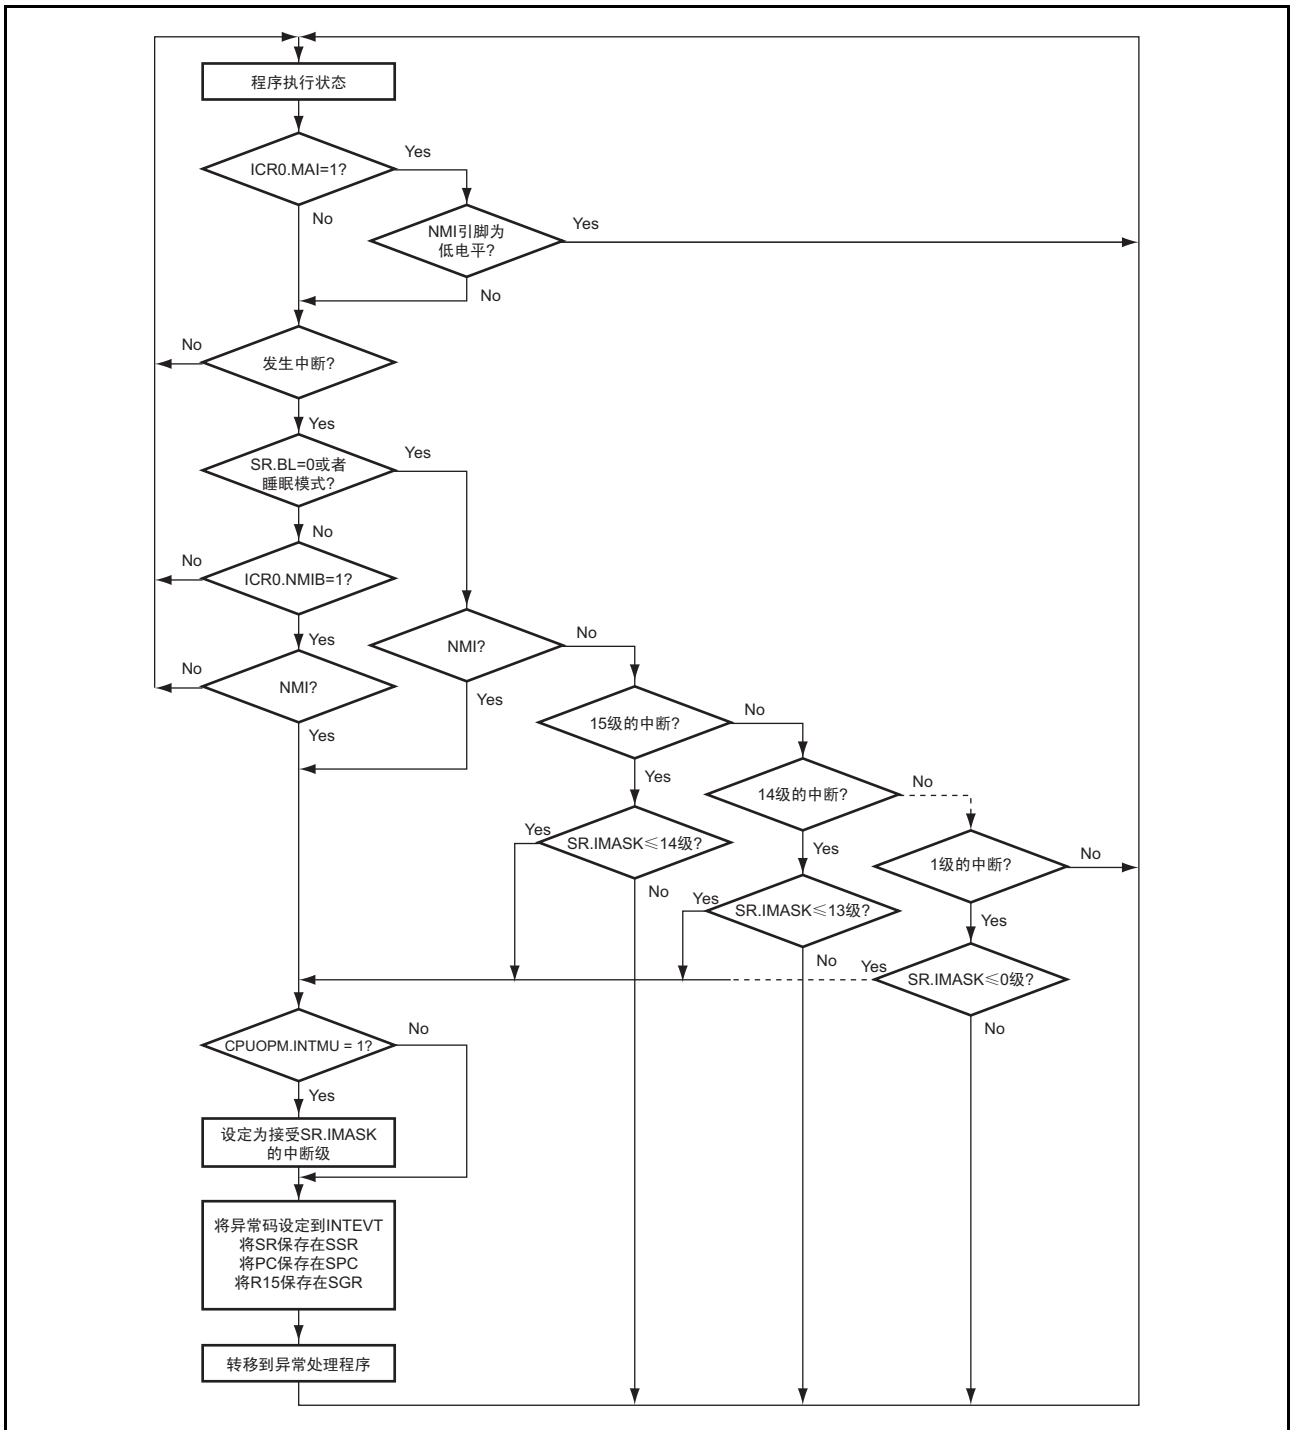 程序执行状态
ICR0.MAI=1?
Yes
No
NMI引脚为
低电平?
Yes
No
发生中断?
No
Yes
SR.BL=0或者
睡眠模式?
Yes
No
ICR0.NMIB=1?
No
Yes
NMI?
No
Yes
NMI?
No
Yes
15级的中断?
No
Yes
14级的中断?
No
Yes
SR.IMASK≤14级?
Yes
No
1级的中断?
No
Yes
SR.IMASK≤13级?
Yes
No
SR.IMASK≤0级?
Yes
No
CPUOPM.INTMU = 1?
No
Yes
设定为接受SR.IMASK
的中断级
将异常码设定到INTEVT
将SR保存在SSR
将PC保存在SPC
将R15保存在SGR
转移到异常处理程序